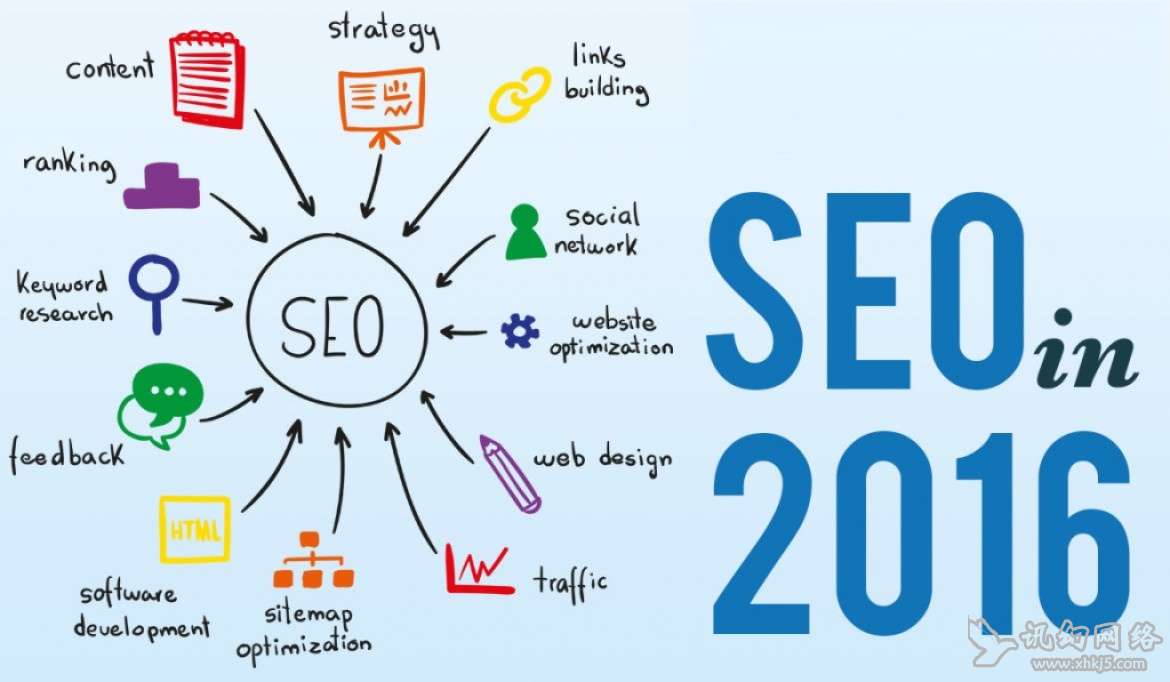 strategy
content
links
building
ranking
social
network
Keyword
research
SEO
website
optimization
feedback
web design
HTML
software
development
sitemap
optimization
traffic
SEO in
2016
讯幻网络
www.xhkj5.com